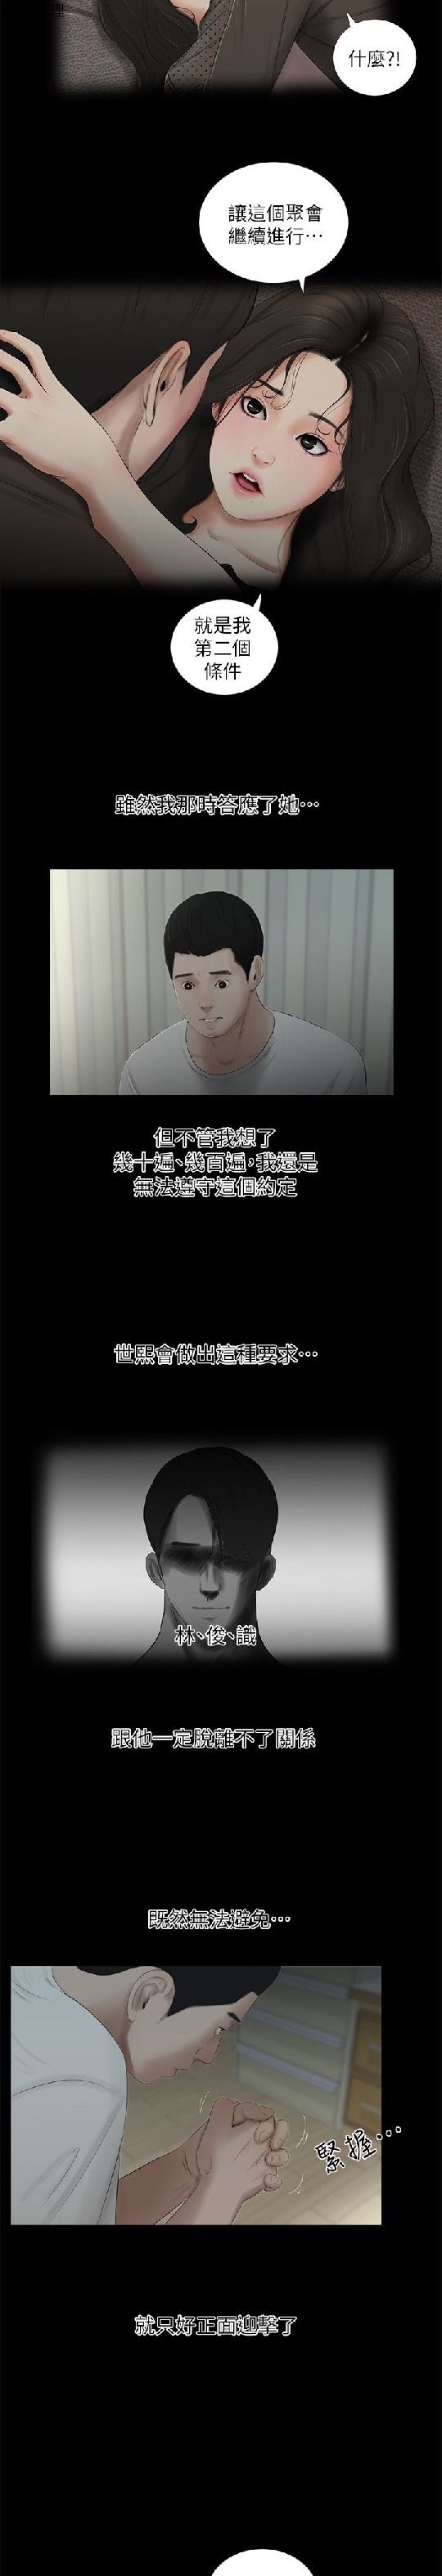 理
什麼?!
讓這個聚會
繼續進行…
就是我
第二個
條件
雖然我那時答應了她…
但不管我想了
幾十遍、幾百遍,我還是
無法遵守這個約定
世熙會做出這種要求…
林、俊、識
跟他一定脫離不了關係
既然無法避免…
緊握…
就只好正面迎擊了